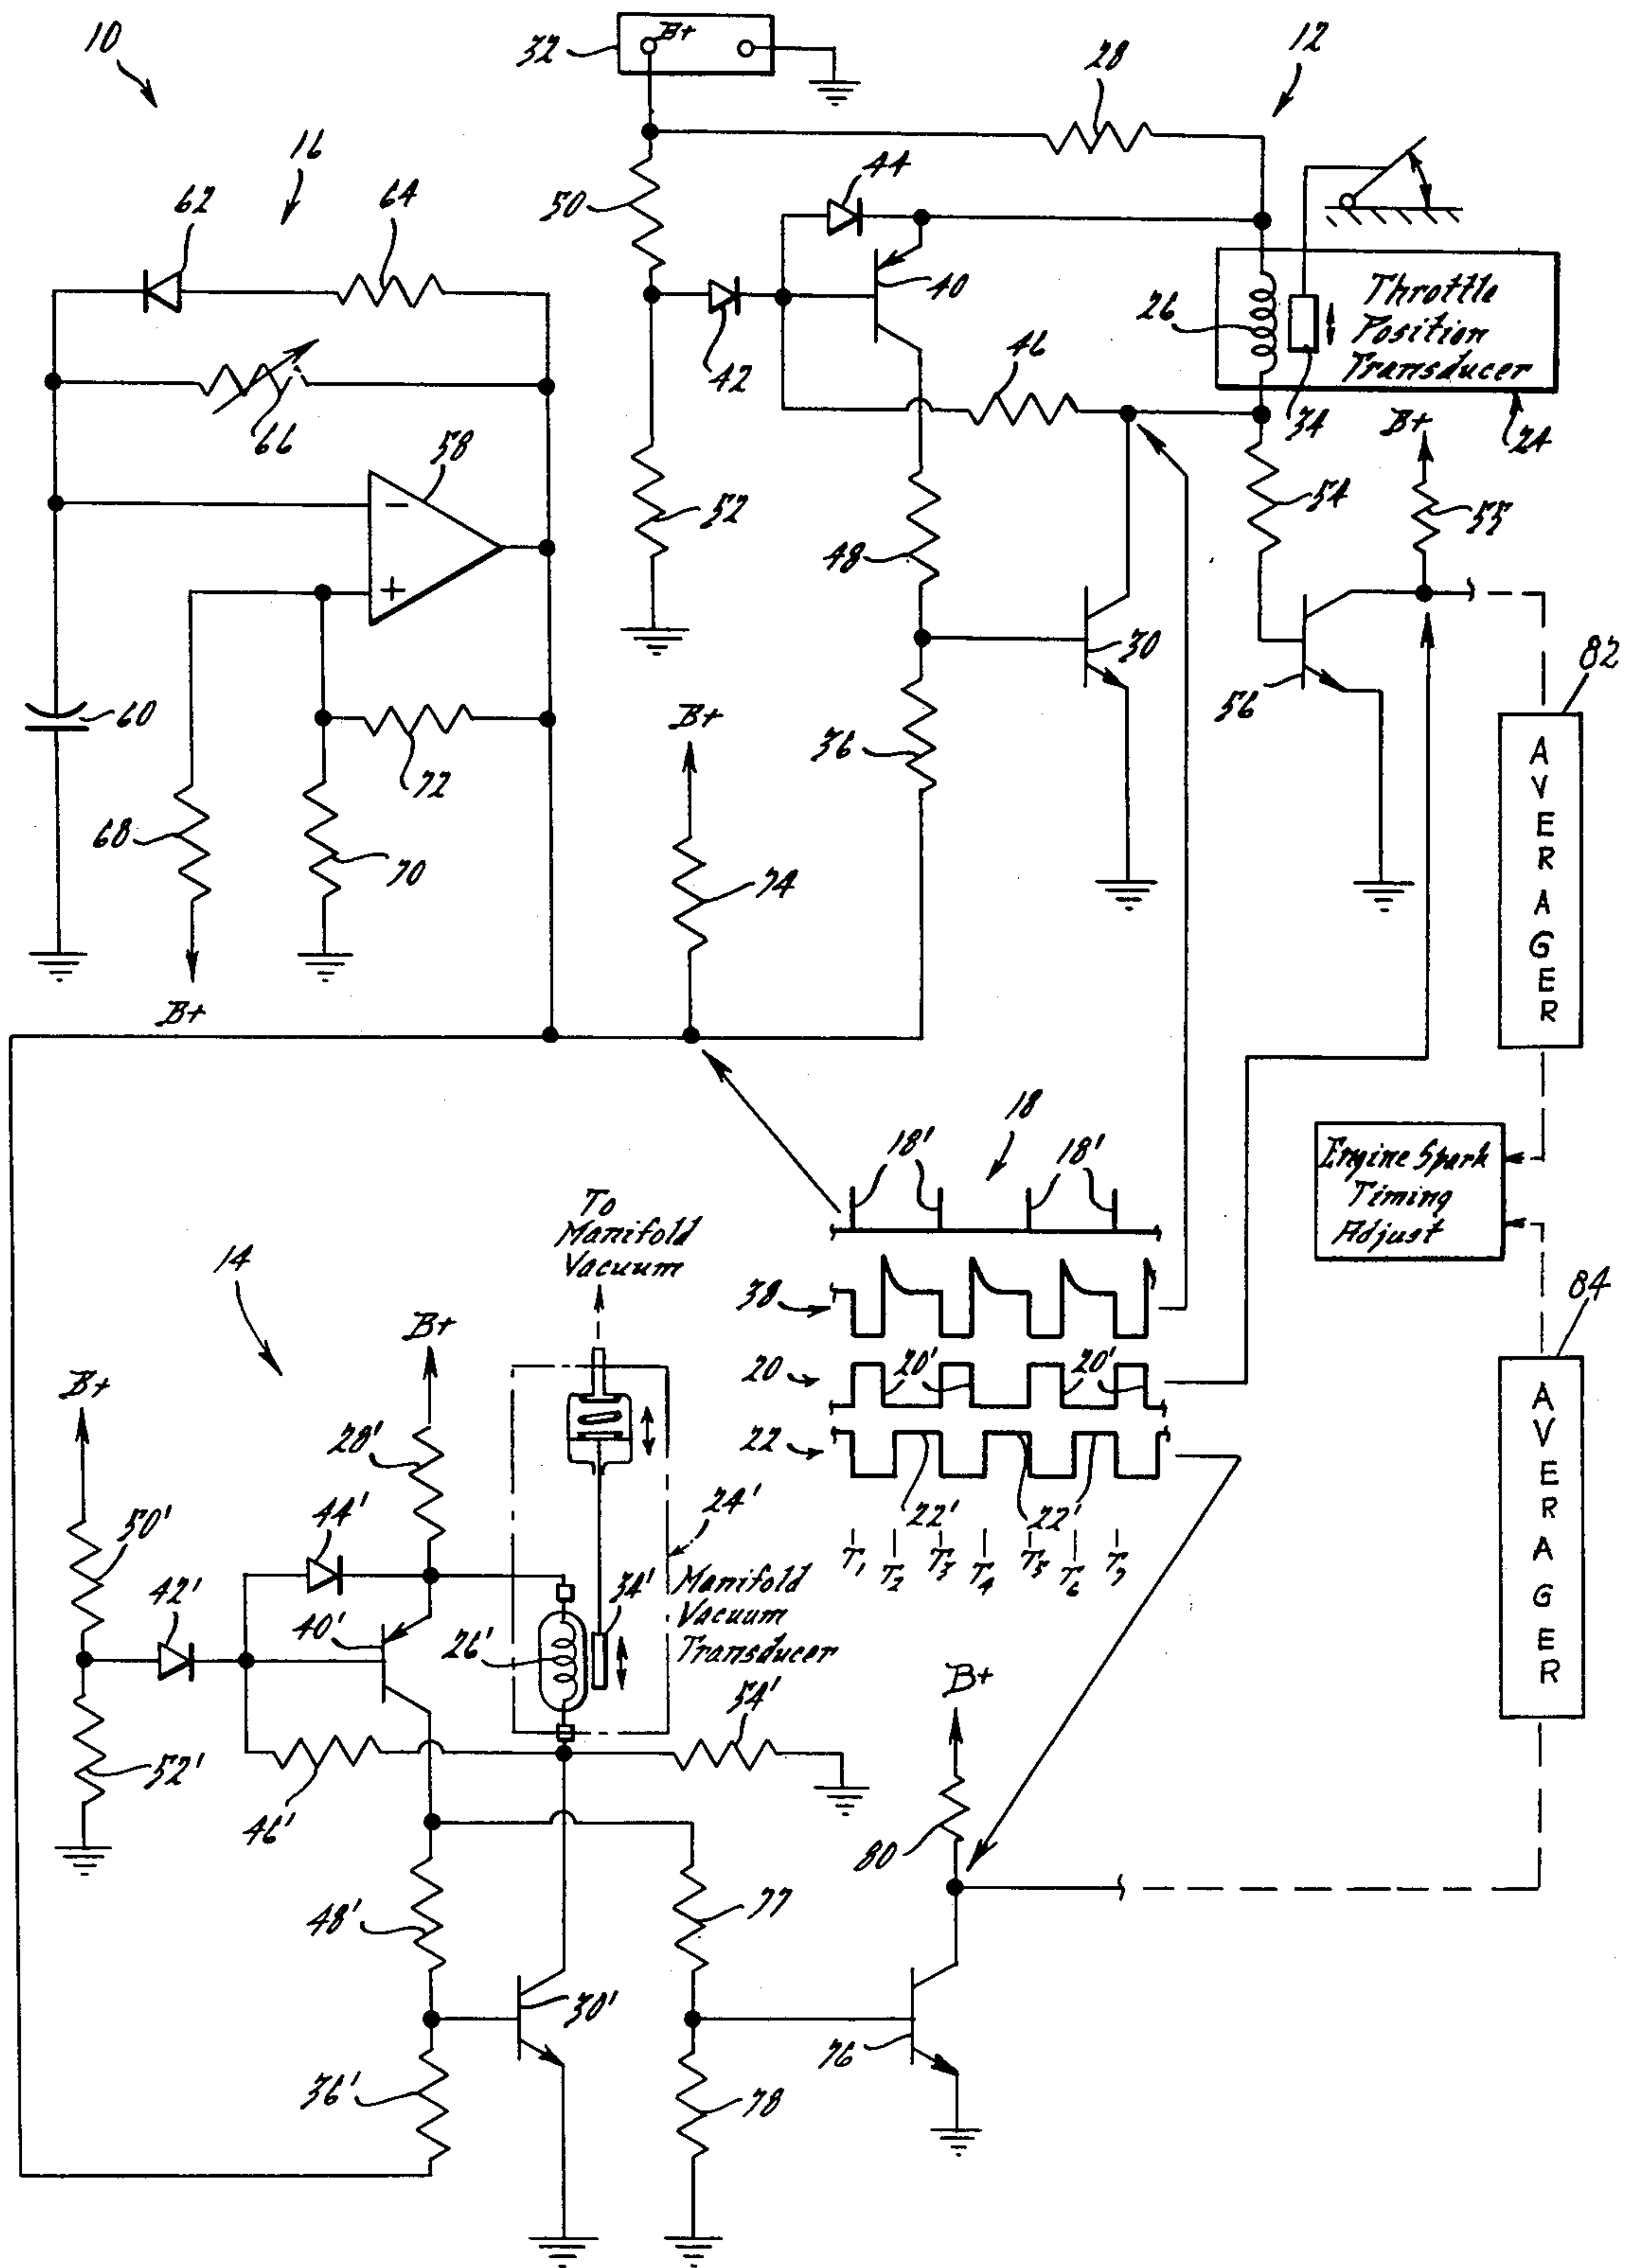 10
32
B+
28
12
16
44
62
64
50
40
26
Throttle
Position
Transducer
42
46
66
34
24
B+
58
-
52
54
55
48
+
30
82
60
56
B+
36
72
68
70
74
AVERAGER
B+
18
18'
18'
To
Manifold
Vacuum
Engine Spark
Timing
Adjust
14
38
84
B+
B+
20
20'
20'
22
28'
24'
22'
22'
50'
44'
T1
T2
T3
T4
T5
T6
T7
42'
34'
Manifold
Vacuum
Transducer
40'
26'
AVERAGER
B+
54'
52'
46'
80
77
48'
30'
76
36'
78